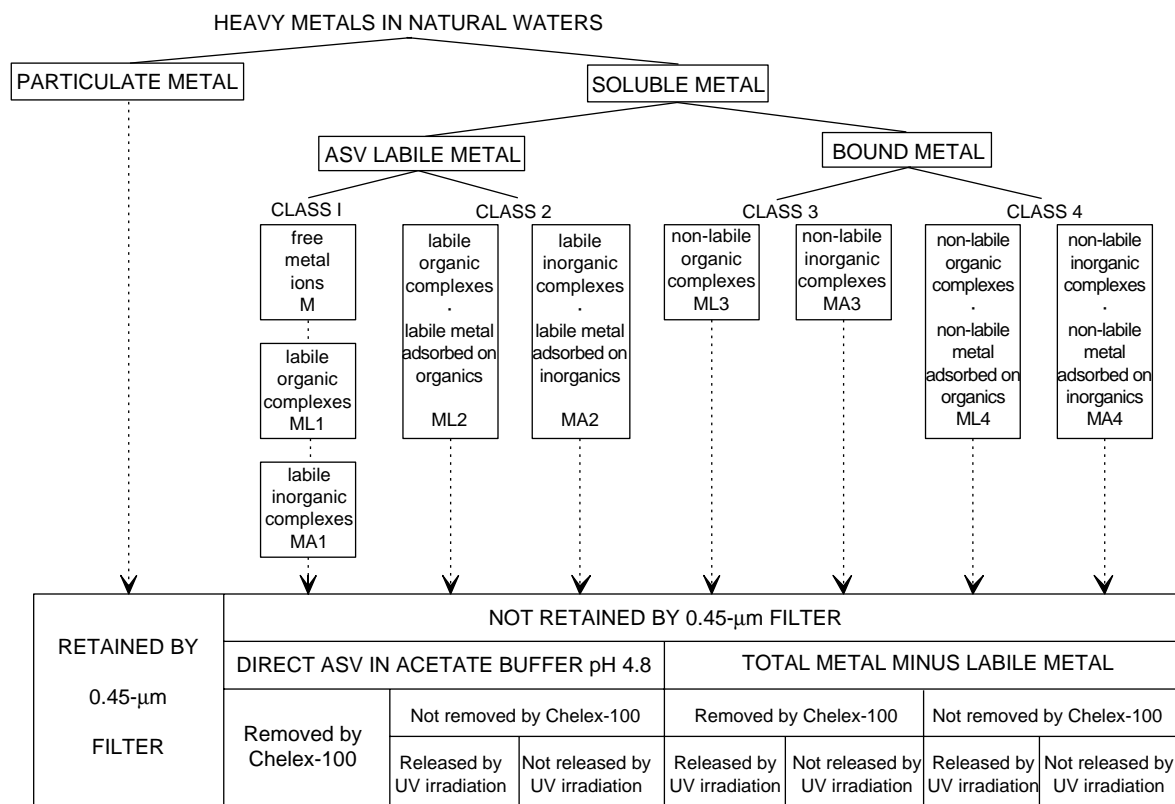 HEAVY METALS IN NATURAL WATERS
PARTICULATE METAL
SOLUBLE METAL
ASV LABILE METAL
BOUND METAL
CLASS I
CLASS 2
CLASS 3
CLASS 4
free
metal
ions
M
labile
organic
complexes
ML1
labile
inorganic
complexes
MA1
labile
organic
complexes
.
labile metal
adsorbed on
organics
ML2
labile
inorganic
complexes
.
labile metal
adsorbed on
inorganics
MA2
non-labile
organic
complexes
ML3
non-labile
inorganic
complexes
MA3
non-labile
organic
complexes
.
non-labile
metal
adsorbed on
organics
ML4
non-labile
inorganic
complexes
.
non-labile
metal
adsorbed on
inorganics
MA4
RETAINED BY
0.45-μm
FILTER
NOT RETAINED BY 0.45-μm FILTER
DIRECT ASV IN ACETATE BUFFER pH 4.8
TOTAL METAL MINUS LABILE METAL
Removed by
Chelex-100
Not removed by Chelex-100
Removed by Chelex-100
Not removed by Chelex-100
Released by
UV irradiation
Not released by
UV irradiation
Released by
UV irradiation
Not released by
UV irradiation
Released by
UV irradiation
Not released by
UV irradiation